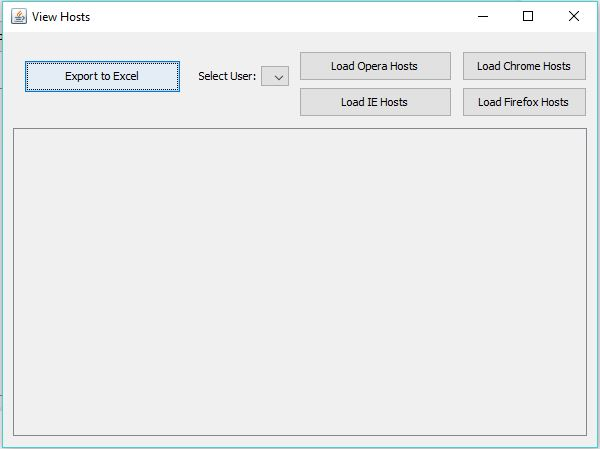 View Hosts
Export to Excel
Select User:
Load Opera Hosts
Load Chrome Hosts
Load IE Hosts
Load Firefox Hosts